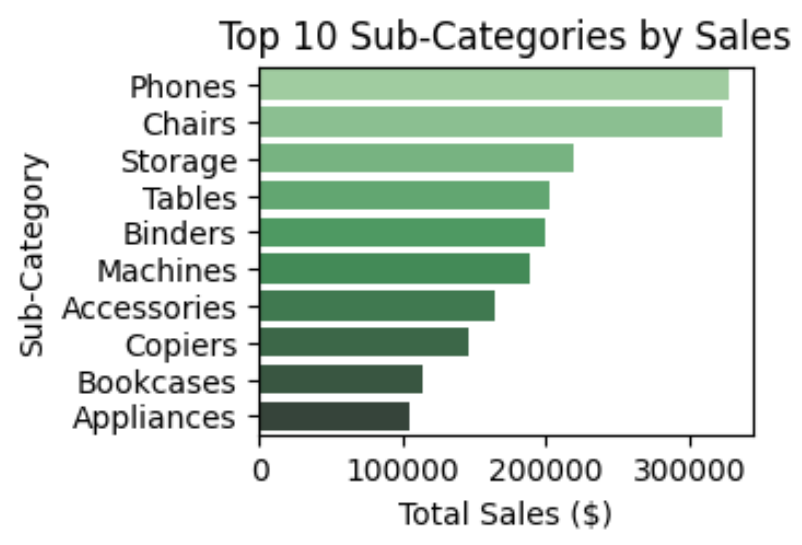 Top 10 Sub-Categories by Sales
Sub-Category
Phones
Chairs
Storage
Tables
Binders
Machines
Accessories
Copiers
Bookcases
Appliances
0 100000 200000 300000
Total Sales ($)